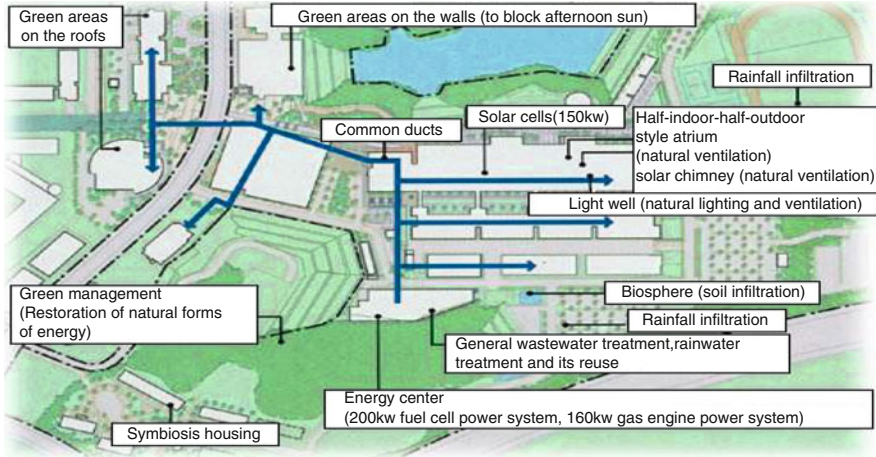 Green areas
on the roofs
Green areas on the walls (to block afternoon sun)
Rainfall infiltration
Common ducts
Solar cells(150kw)
Half-indoor-half-outdoor
style atrium
(natural ventilation)
solar chimney (natural ventilation)
Light well (natural lighting and ventilation)
Green management
(Restoration of natural forms
of energy)
Biosphere (soil infiltration)
Rainfall infiltration
General wastewater treatment,rainwater
treatment and its reuse
Energy center
(200kw fuel cell power system, 160kw gas engine power system)
Symbiosis housing